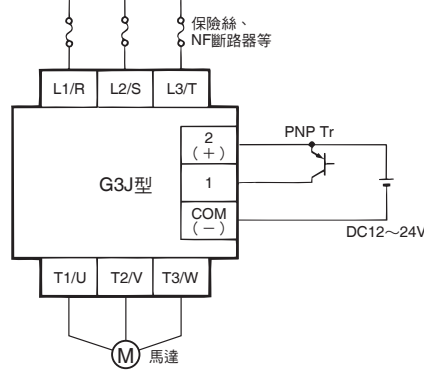 保險絲、
NF斷路器等
L1/R L2/S L3/T
2
(+)
PNP Tr
G3J型
1
COM
(−)
DC12～24V
T1/U T2/V T3/W
M 馬達